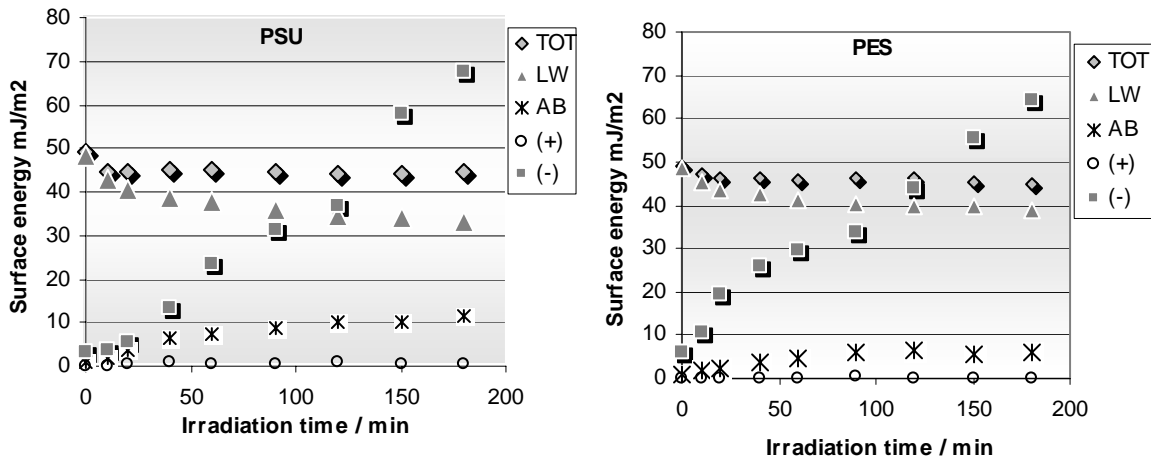 PSU
Surface energy mJ/m2
80
70
60
50
40
30
20
10
0
0 50 100 150 200
Irradiation time / min
TOT
LW
AB
(+)
(-)
PES
Surface energy mJ/m2
80
70
60
50
40
30
20
10
0
0 50 100 150 200
Irradiation time / min
TOT
LW
AB
(+)
(-)